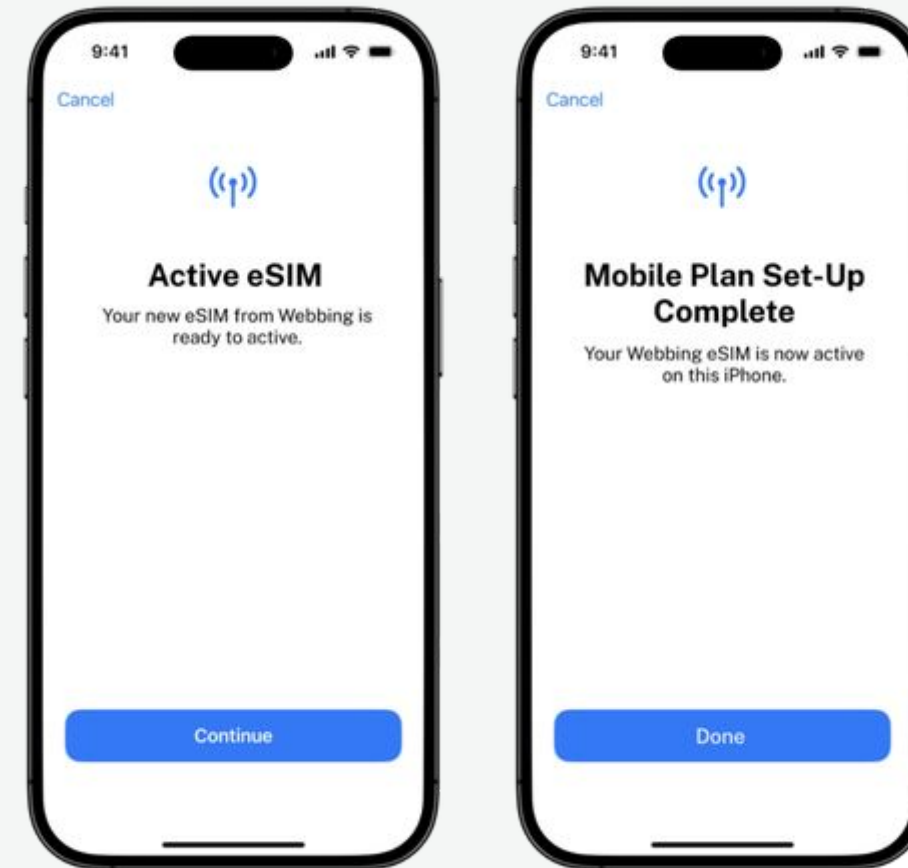 9:41
Cancel
Active eSIM
Your new eSIM from Webbing is
ready to active.
Continue
9:41
Cancel
Mobile Plan Set-Up
Complete
Your Webbing eSIM is now active
on this iPhone.
Done